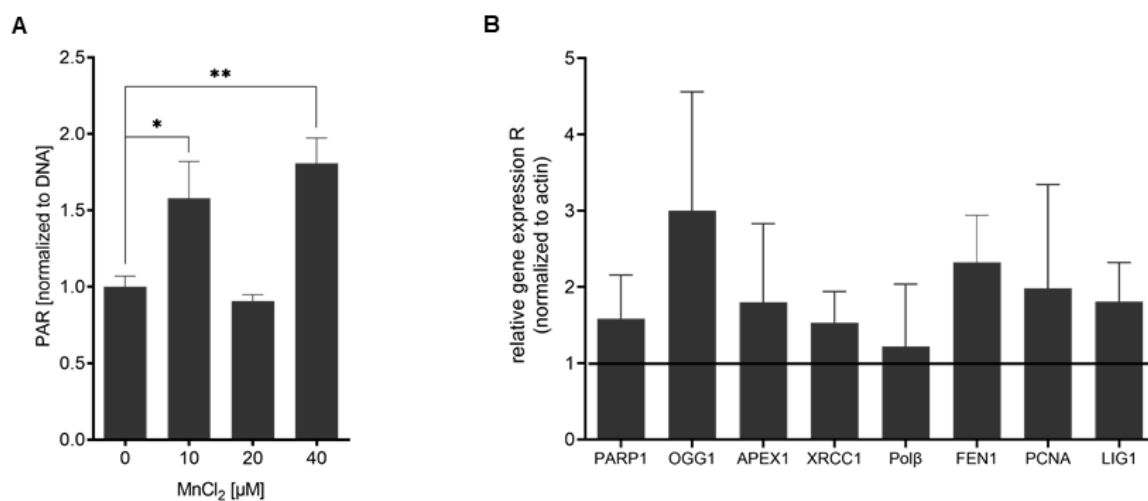 A
PAR [normalized to DNA]
2.5
2.0
1.5
1.0
0.5
0.0
**
*
0 10 20 40
MnCl2 [µM]
B
relative gene expression R
(normalized to actin)
5
4
3
2
1
0
PARP1 OGG1 APEX1 XRCC1 Polβ FEN1 PCNA LIG1